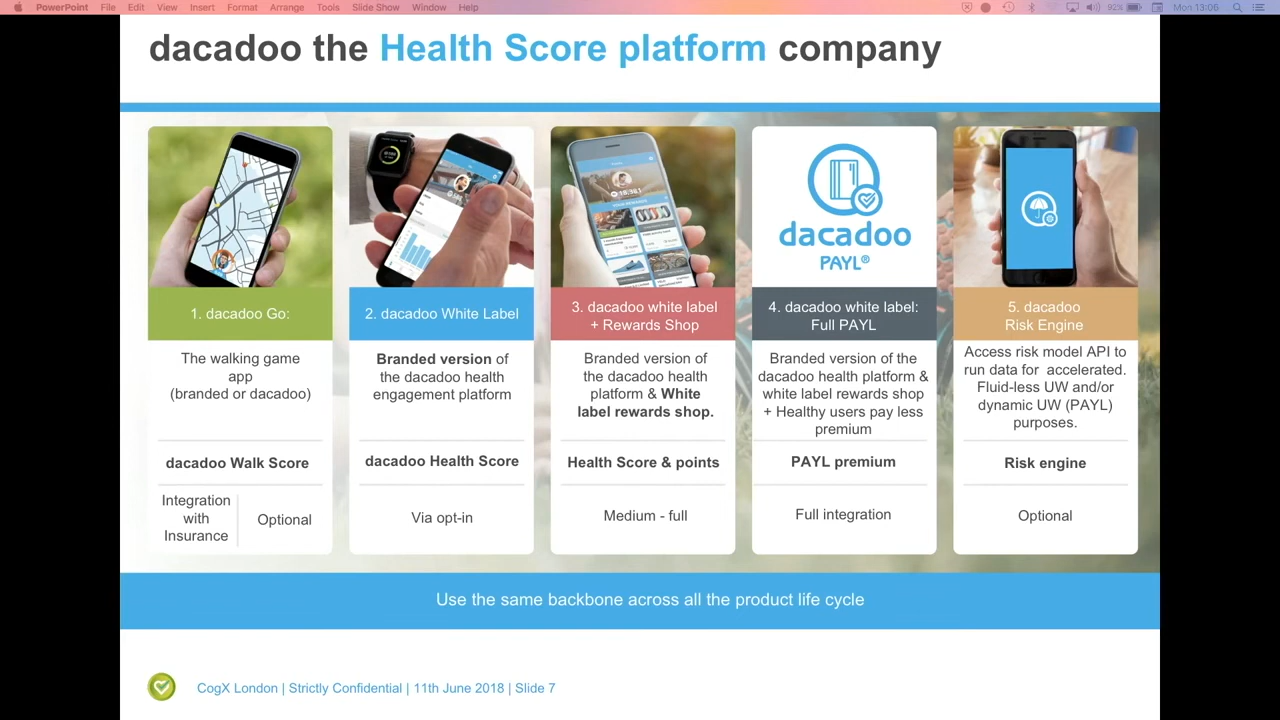 PowerPoint File Edit View Insert Format Arrange Tools Slide Show Window Help 92% Mon 13:06
dacadoo the Health Score platform company
dacadoo
PAYL®
1. dacadoo Go:
2. dacadoo White Label
3. dacadoo white label
+ Rewards Shop
4. dacadoo white label:
Full PAYL
5. dacadoo
Risk Engine
The walking game
app
(branded or dacadoo)
Branded version of
the dacadoo health
engagement platform
Branded version of
the dacadoo health
platform & White
label rewards shop.
Branded version of the
dacadoo health platform &
white label rewards shop
+ Healthy users pay less
premium
Access risk model API to
run data for  accelerated.
Fluid-less UW and/or
dynamic UW (PAYL)
purposes.
dacadoo Walk Score
dacadoo Health Score
Health Score & points
PAYL premium
Risk engine
Integration
with
Insurance
Optional
Via opt-in
Medium - full
Full integration
Optional
Use the same backbone across all the product life cycle
CogX London | Strictly Confidential | 11th June 2018 | Slide 7